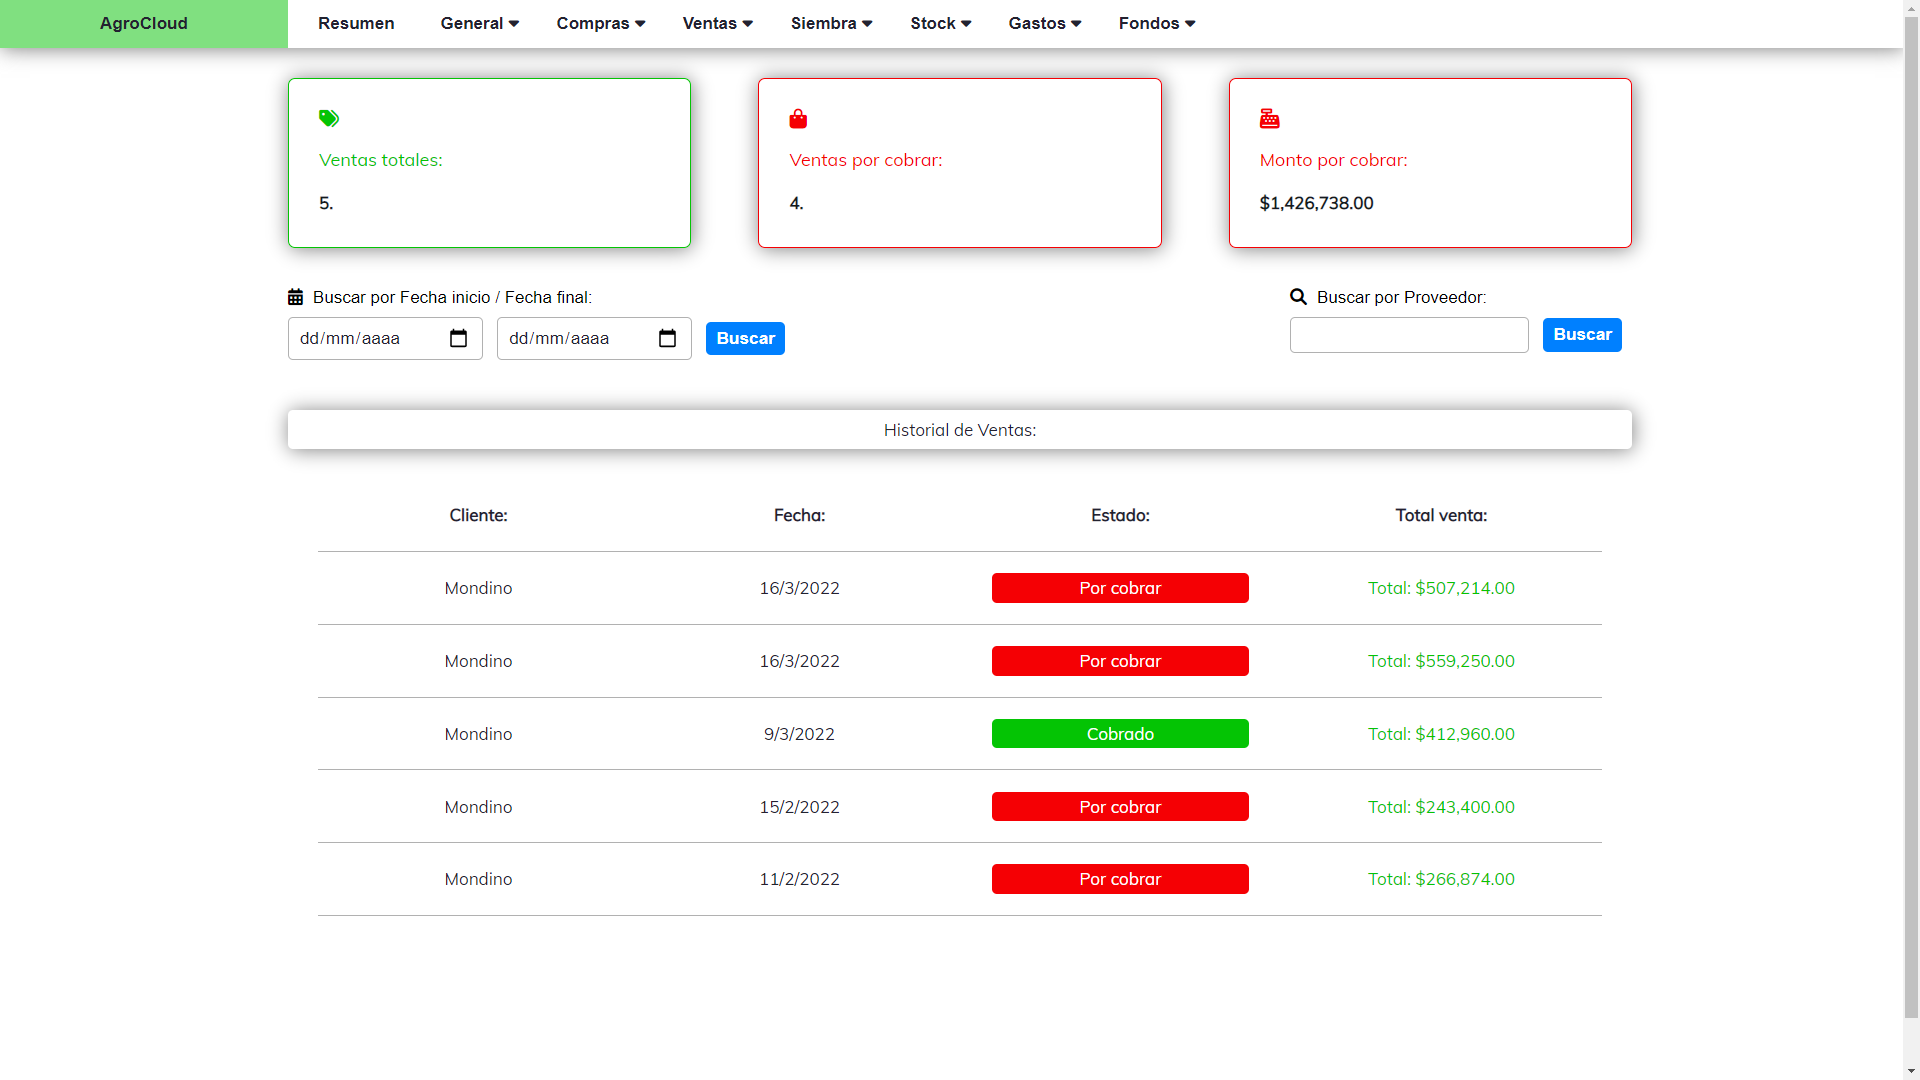 AgroCloud Resumen General Compras Ventas Siembra Stock Gastos Fondos
Ventas totales:
5.
Ventas por cobrar:
4.
Monto por cobrar:
$1,426,738.00
Buscar por Fecha inicio / Fecha final:
dd/mm/aaaa dd/mm/aaaa Buscar
Buscar por Proveedor:
Buscar
Historial de Ventas:
Cliente: Fecha: Estado: Total venta:
Mondino 16/3/2022 Por cobrar Total: $507,214.00
Mondino 16/3/2022 Por cobrar Total: $559,250.00
Mondino 9/3/2022 Cobrado Total: $412,960.00
Mondino 15/2/2022 Por cobrar Total: $243,400.00
Mondino 11/2/2022 Por cobrar Total: $266,874.00